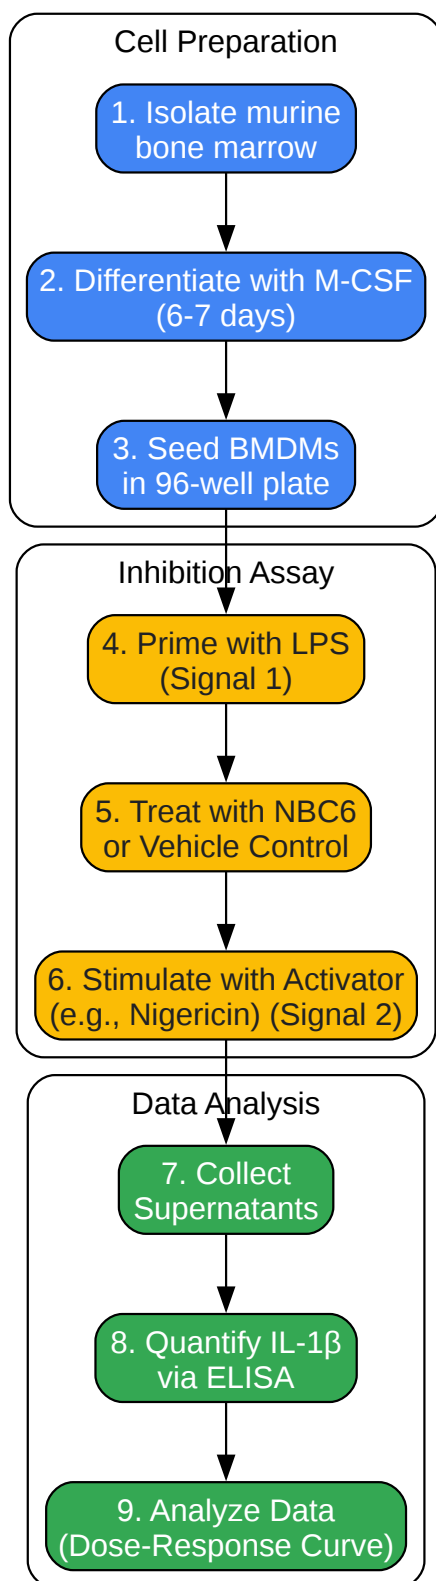 Cell Preparation
1. Isolate murine
bone marrow
2. Differentiate with M-CSF
(6-7 days)
3. Seed BMDMs
in 96-well plate
Inhibition Assay
4. Prime with LPS
(Signal 1)
5. Treat with NBC6
or Vehicle Control
6. Stimulate with Activator
(e.g., Nigericin) (Signal 2)
Data Analysis
7. Collect
Supernatants
8. Quantify IL-1β
via ELISA
9. Analyze Data
(Dose-Response Curve)